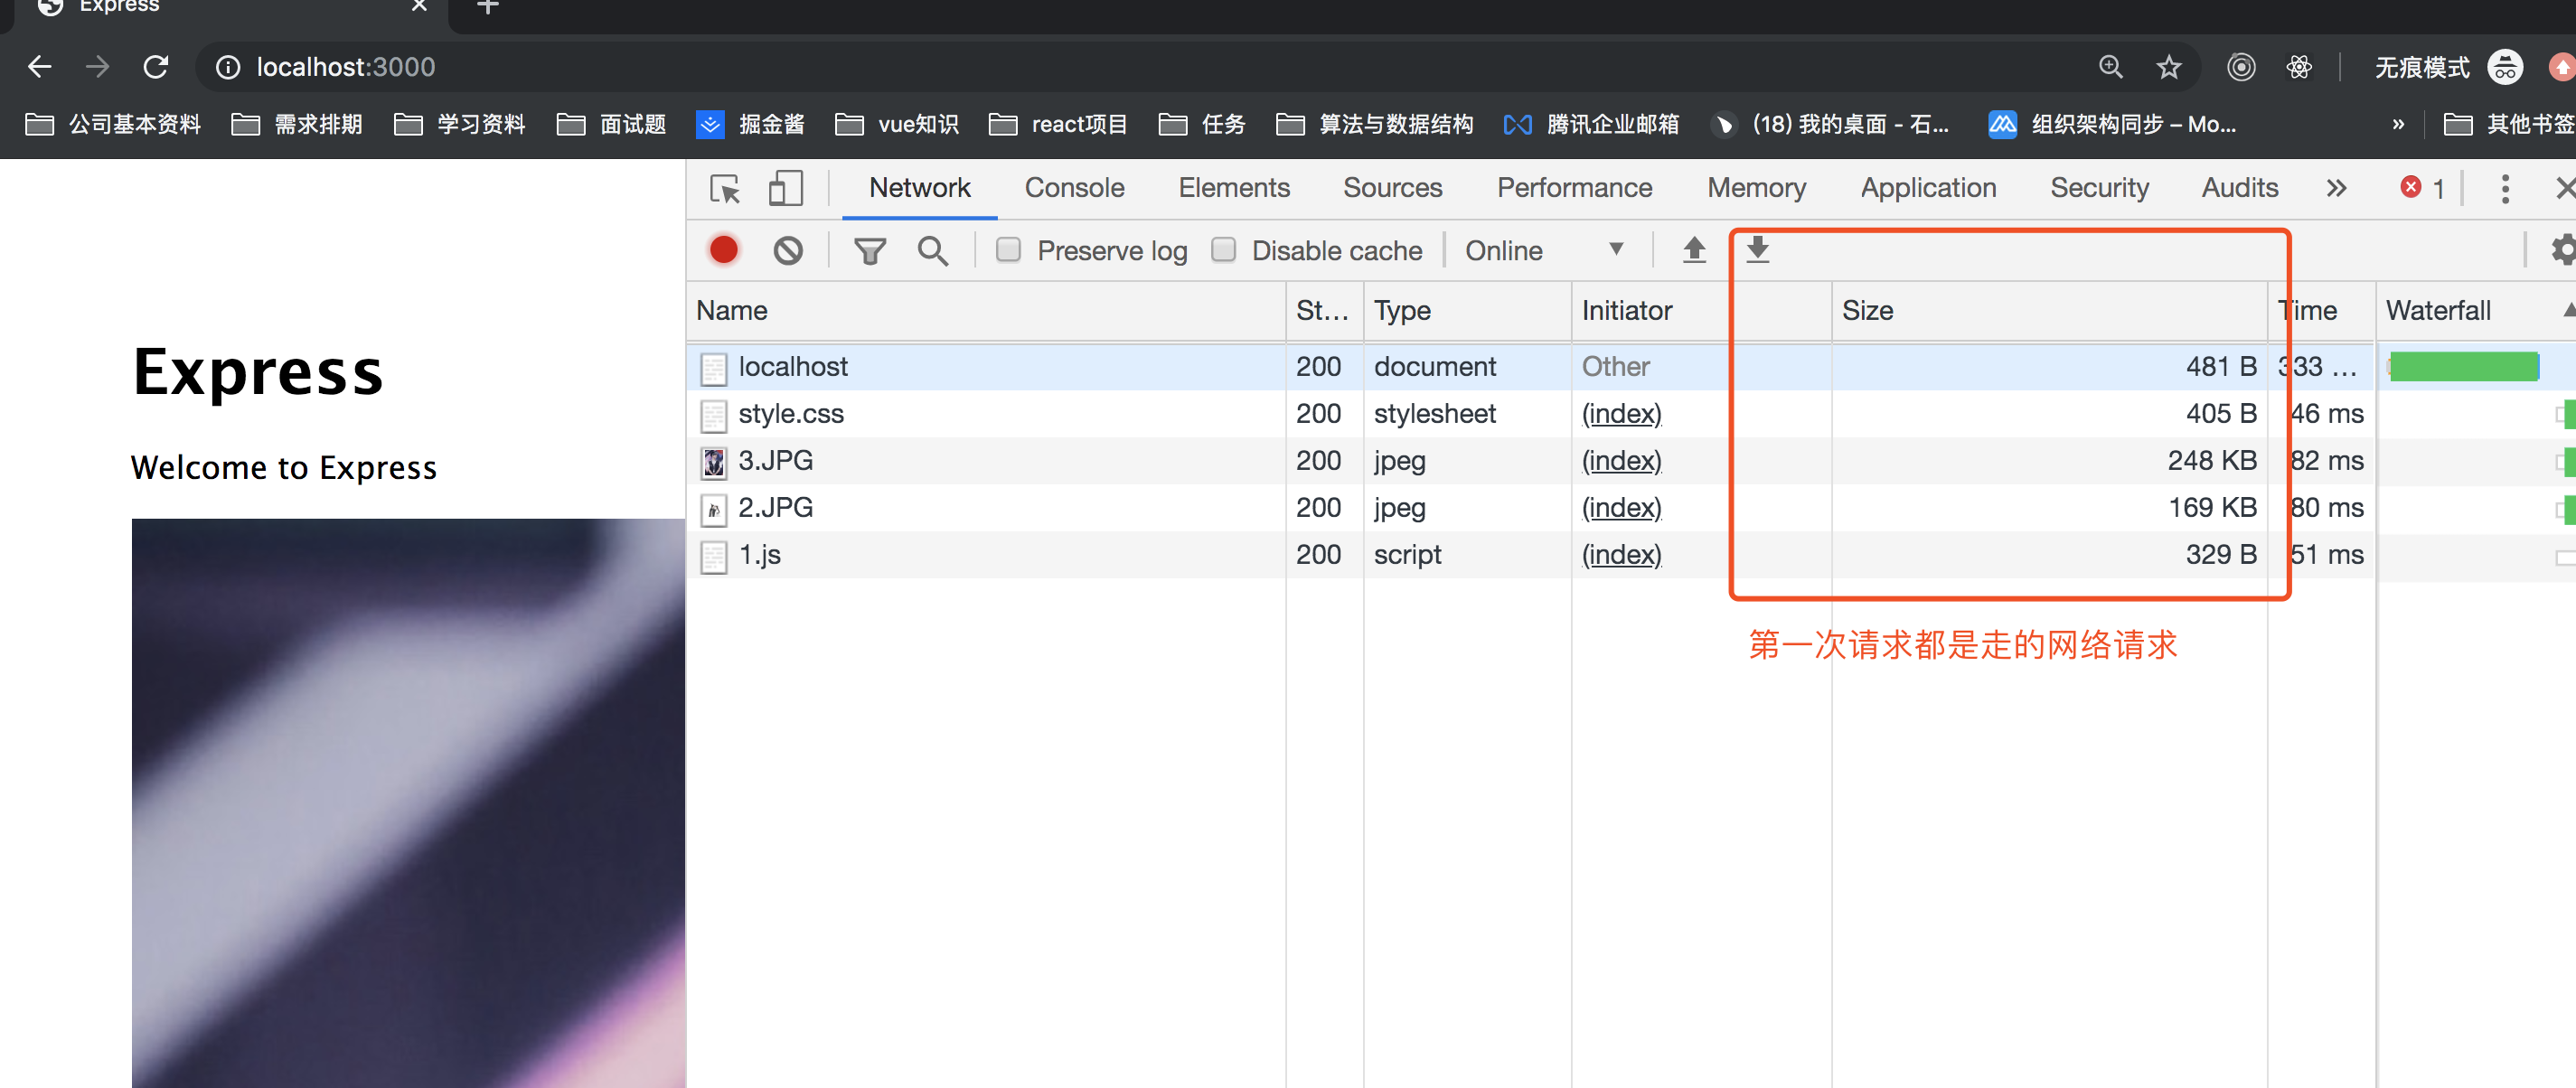 Express
localhost:3000
无痕模式
公司基本资料 需求排期 学习资料 面试题 掘金酱 vue知识 react项目 任务 算法与数据结构 腾讯企业邮箱 (18) 我的桌面 - 石... 组织架构同步 – Mo... » 其他书签
Network Console Elements Sources Performance Memory Application Security Audits » 1
Preserve log Disable cache Online
Name St... Type Initiator Size Time Waterfall
localhost 200 document Other 481 B 333 ...
style.css 200 stylesheet (index) 405 B 46 ms
3.JPG 200 jpeg (index) 248 KB 82 ms
2.JPG 200 jpeg (index) 169 KB 80 ms
1.js 200 script (index) 329 B 51 ms
第一次请求都是走的网络请求
Express
Welcome to Express